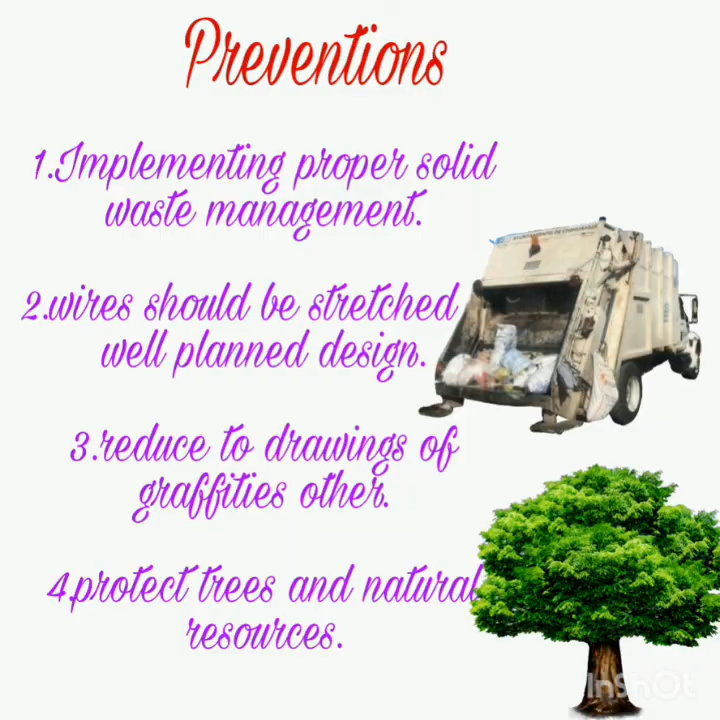 Preventions
1.Implementing proper solid
waste management.
2.wires should be stretched
well planned design.
3.reduce to drawings of
graffities other.
4.protect trees and natural
resources.
InShot